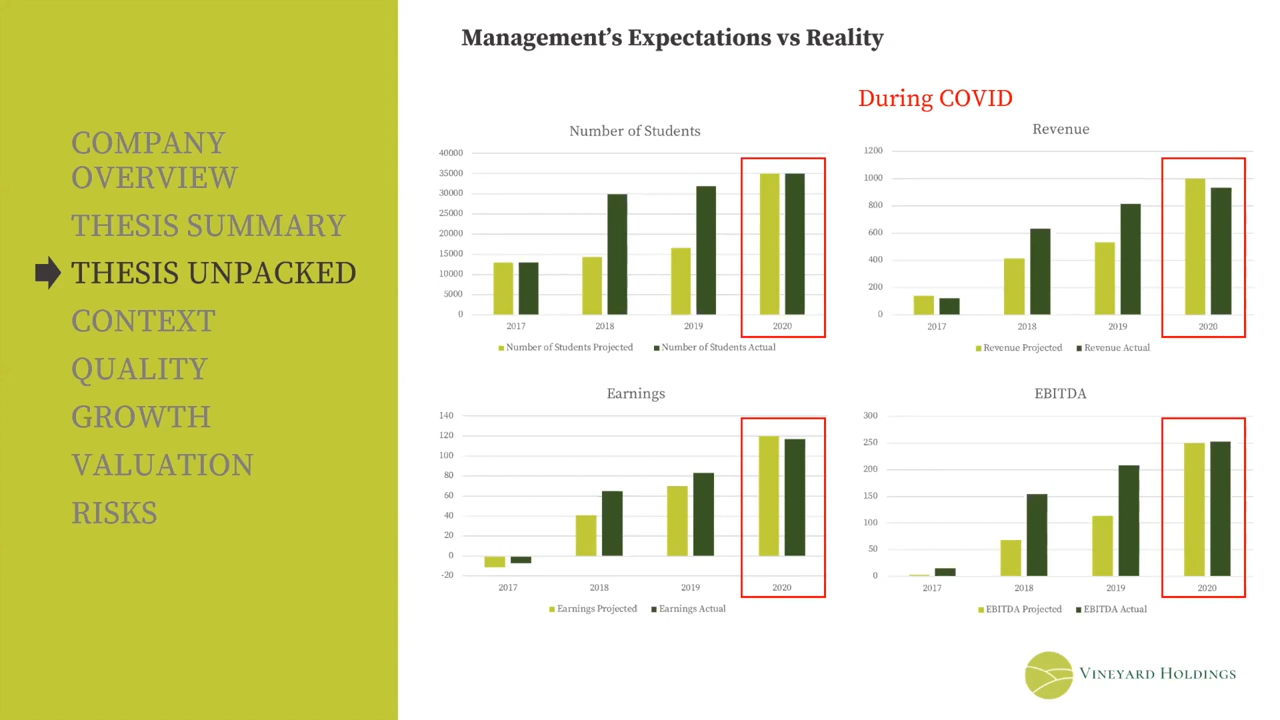 Management’s Expectations vs Reality
During COVID
COMPANY
OVERVIEW
THESIS SUMMARY
THESIS UNPACKED
CONTEXT
QUALITY
GROWTH
VALUATION
RISKS
Number of Students
40000
35000
30000
25000
20000
15000
10000
5000
0
2017 2018 2019 2020
Number of Students Projected Number of Students Actual
Revenue
1200
1000
800
600
400
200
0
2017 2018 2019 2020
Revenue Projected Revenue Actual
Earnings
140
120
100
80
60
40
20
0
-20
2017 2018 2019 2020
Earnings Projected Earnings Actual
EBITDA
300
250
200
150
100
50
0
2017 2018 2019 2020
EBITDA Projected EBITDA Actual
VINEYARD HOLDINGS